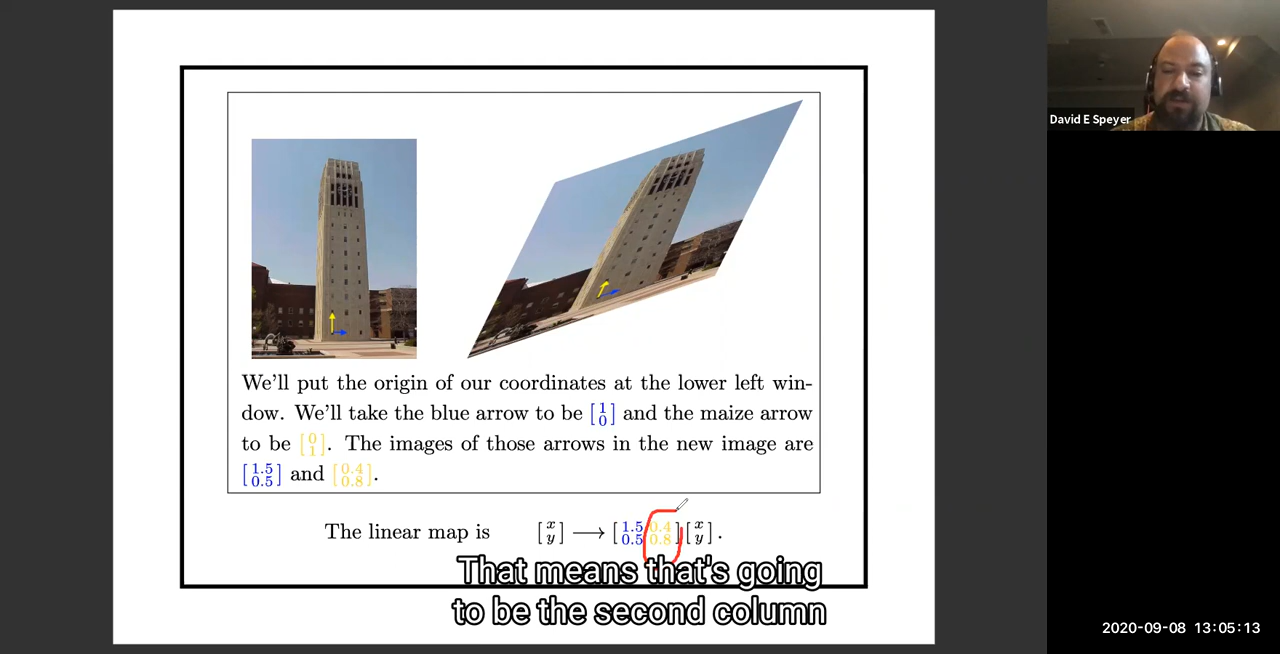 David E Speyer
We'll put the origin of our coordinates at the lower left win-
dow. We'll take the blue arrow to be [1 0] and the maize arrow
to be [0 1]. The images of those arrows in the new image are
[1.5 0.5] and [0.4 0.8].
The linear map is [x y] ⟶ [1.5 0.4 0.5 0.8] [x y].
That means that's going
to be the second column
2020-09-08 13:05:13